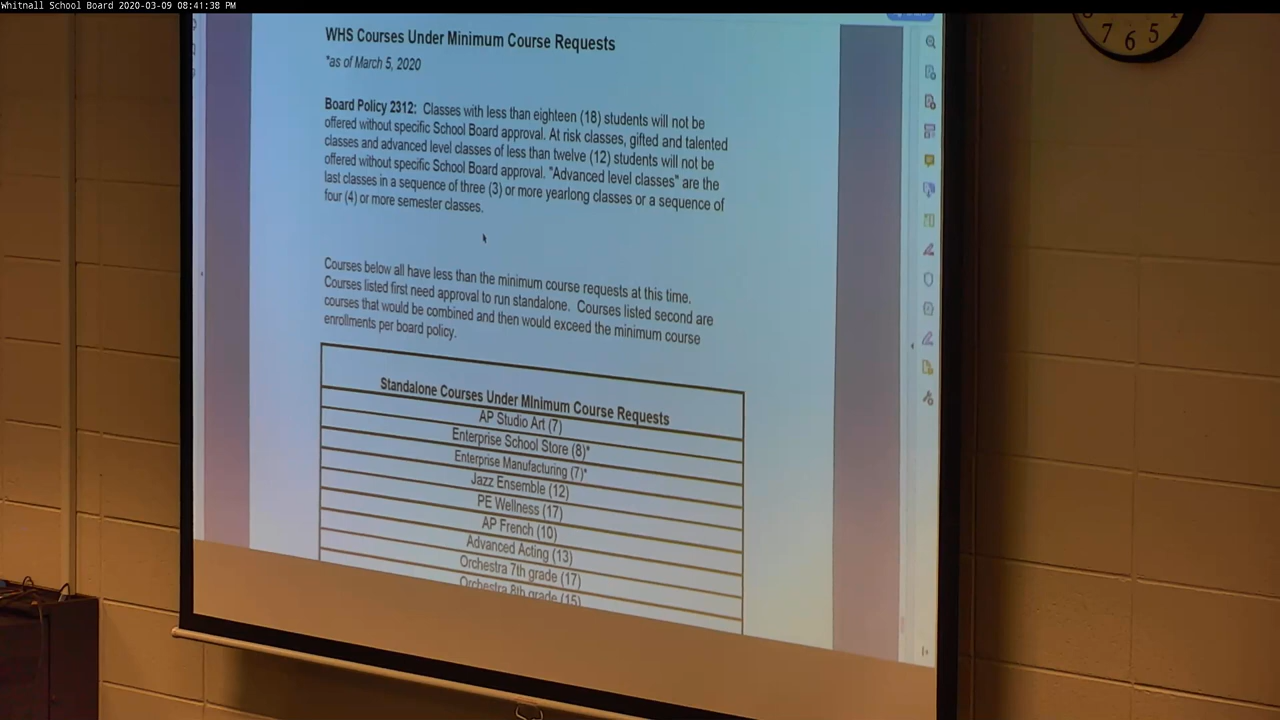 Whitnall School Board 2020-03-09 08:41:38 PM
WHS Courses Under Minimum Course Requests
*as of March 5, 2020
Board Policy 2312: Classes with less than eighteen (18) students will not be
offered without specific School Board approval. At risk classes, gifted and talented
classes and advanced level classes of less than twelve (12) students will not be
offered without specific School Board approval. "Advanced level classes" are the
last classes in a sequence of three (3) or more yearlong classes or a sequence of
four (4) or more semester classes.
Courses below all have less than the minimum course requests at this time.
Courses listed first need approval to run standalone. Courses listed second are
courses that would be combined and then would exceed the minimum course
enrollments per board policy.
Standalone Courses Under Minimum Course Requests
AP Studio Art (7)
Enterprise School Store (8)*
Enterprise Manufacturing (7)*
Jazz Ensemble (12)
PE Wellness (17)
AP French (10)
Advanced Acting (13)
Orchestra 7th grade (17)
Orchestra 8th grade (15)
7 6 5